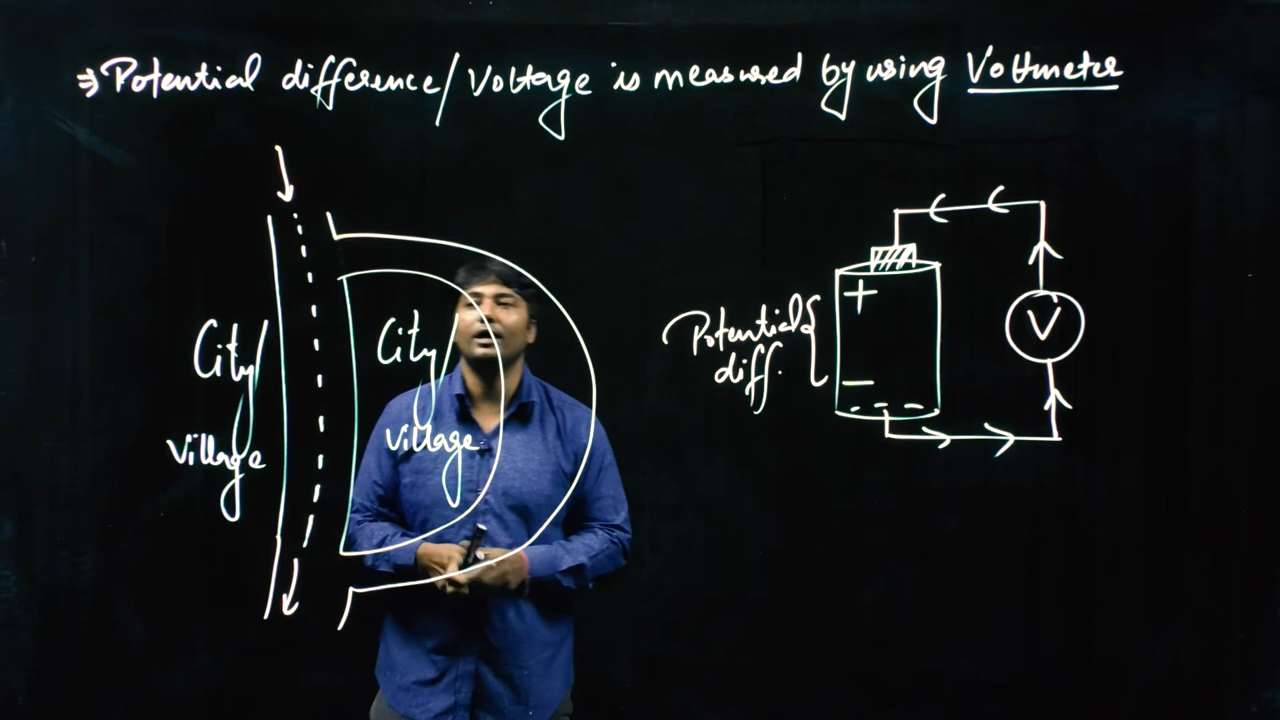 ⇒ Potential difference/Voltage is measured by using Voltmeter
City/
Village
City/
Village
Potential
diff.
+
V
−